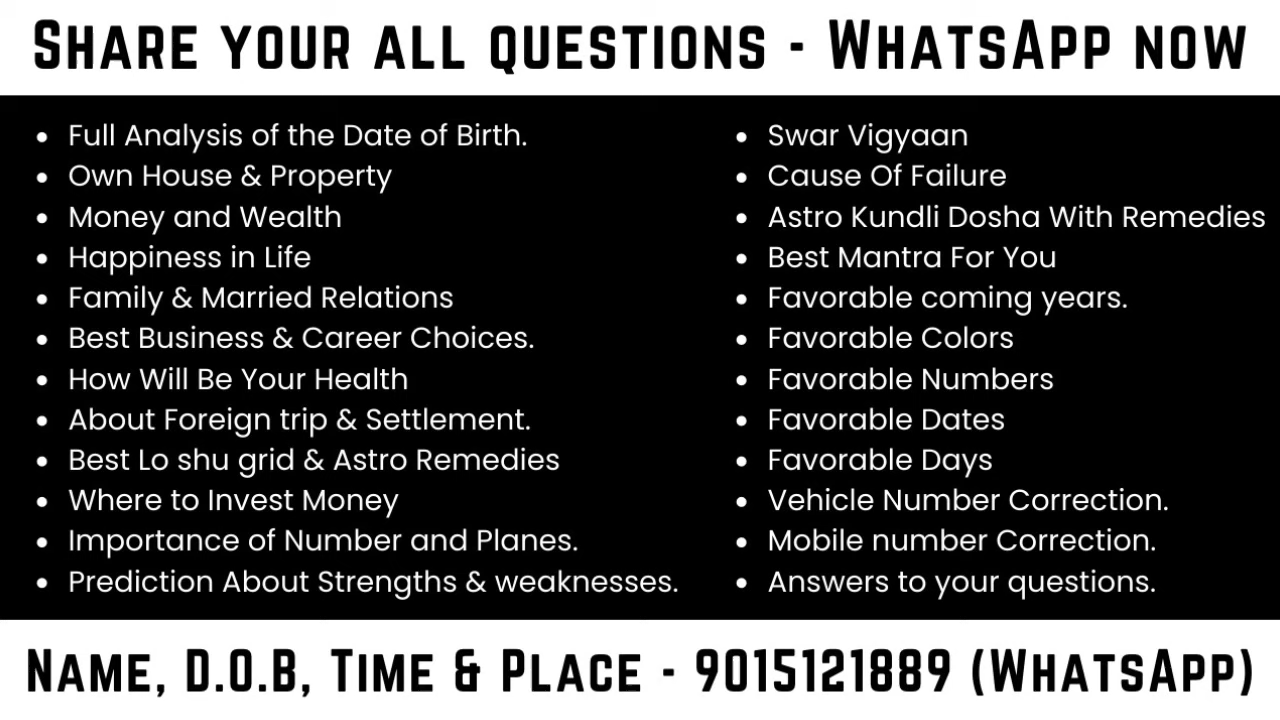 Share your all questions - WhatsApp now
• Full Analysis of the Date of Birth.
• Own House & Property
• Money and Wealth
• Happiness in Life
• Family & Married Relations
• Best Business & Career Choices.
• How Will Be Your Health
• About Foreign trip & Settlement.
• Best Lo shu grid & Astro Remedies
• Where to Invest Money
• Importance of Number and Planes.
• Prediction About Strengths & weaknesses.
• Swar Vigyaan
• Cause Of Failure
• Astro Kundli Dosha With Remedies
• Best Mantra For You
• Favorable coming years.
• Favorable Colors
• Favorable Numbers
• Favorable Dates
• Favorable Days
• Vehicle Number Correction.
• Mobile number Correction.
• Answers to your questions.
Name, D.O.B, Time & Place - 9015121889 (WhatsApp)